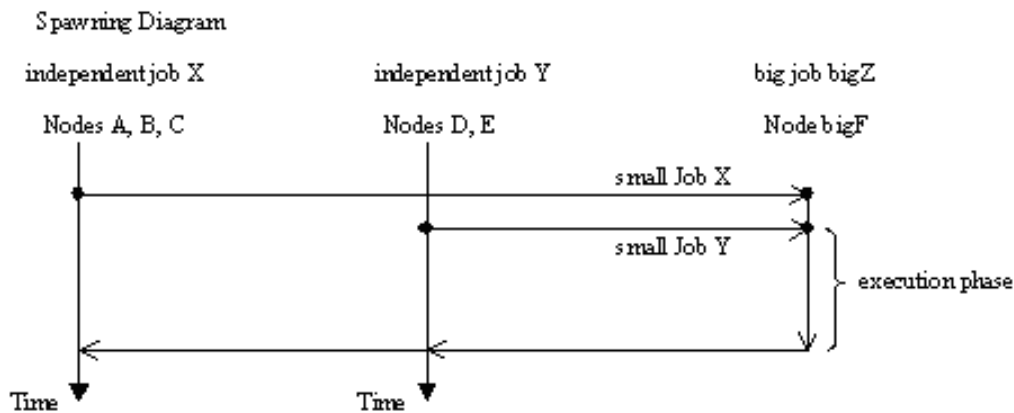 Spawning Diagram
independent job X
independent job Y
big job bigZ
Nodes A, B, C
Nodes D, E
Node bigF
small Job X
small Job Y
execution phase
Time
Time